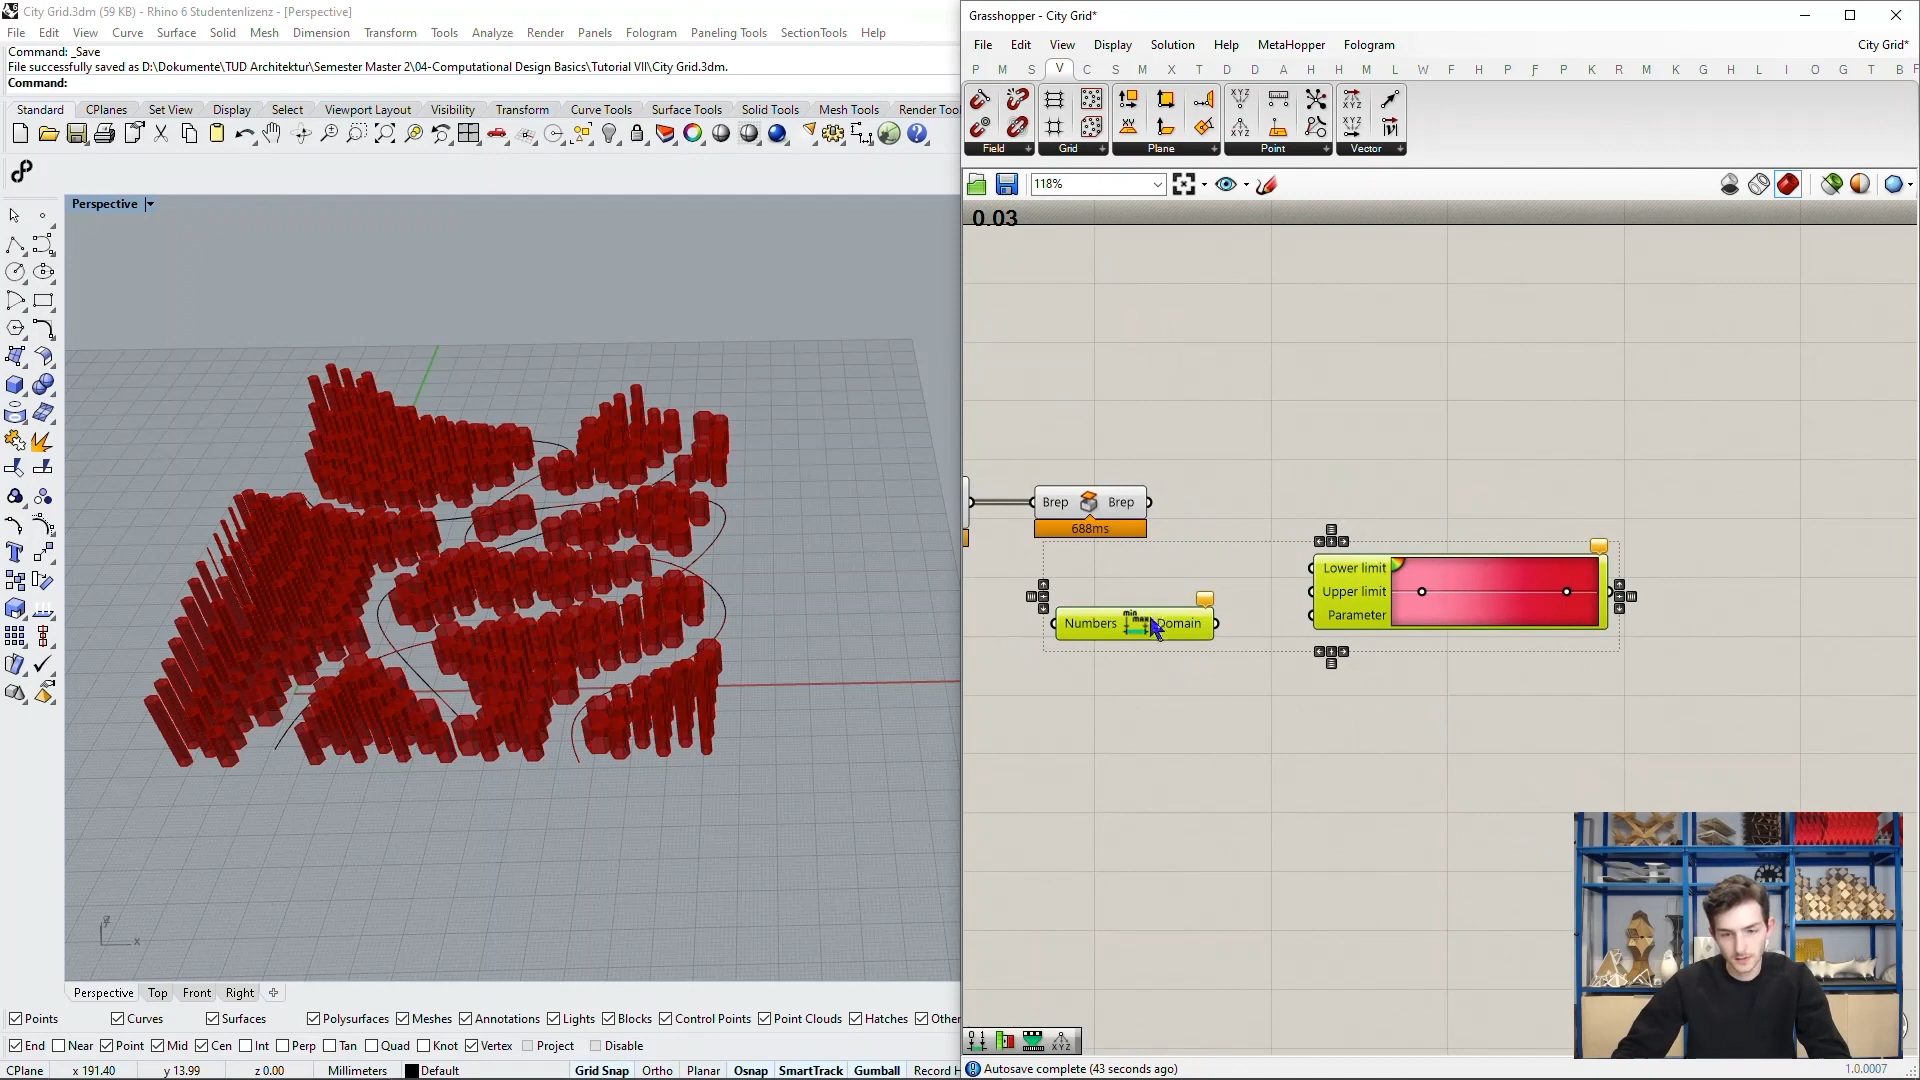 City Grid.3dm (59 KB) - Rhino 6 Studentenlizenz - [Perspective]
File Edit View Curve Surface Solid Mesh Dimension Transform Tools Analyze Render Panels Fologram Paneling Tools SectionTools Help
Command: _Save
File successfully saved as D:\Dokumente\TUD Architektur\Semester Master 2\04-Computational Design Basics\Tutorial VII\City Grid.3dm.
Command:
Standard CPlanes Set View Display Select Viewport Layout Visibility Transform Curve Tools Surface Tools Solid Tools Mesh Tools Render Too
Perspective
y
x
Perspective Top Front Right
Points Curves Surfaces Polysurfaces Meshes Annotations Lights Blocks Control Points Point Clouds Hatches Other
End Near Point Mid Cen Int Perp Tan Quad Knot Vertex Project Disable
CPlane x 191.40 y 13.99 z 0.00 Millimeters Default Grid Snap Ortho Planar Osnap SmartTrack Gumball Record H
Grasshopper - City Grid*
File Edit View Display Solution Help MetaHopper Fologram City Grid*
P M S V C S M X T D D A H H M L W F H P F P K R M K G H L I O G T B F
Field Grid Plane Point Vector
118%
0.03
Brep Brep
688ms
Numbers min max Domain
Lower limit
Upper limit
Parameter
Autosave complete (43 seconds ago) 1.0.0007